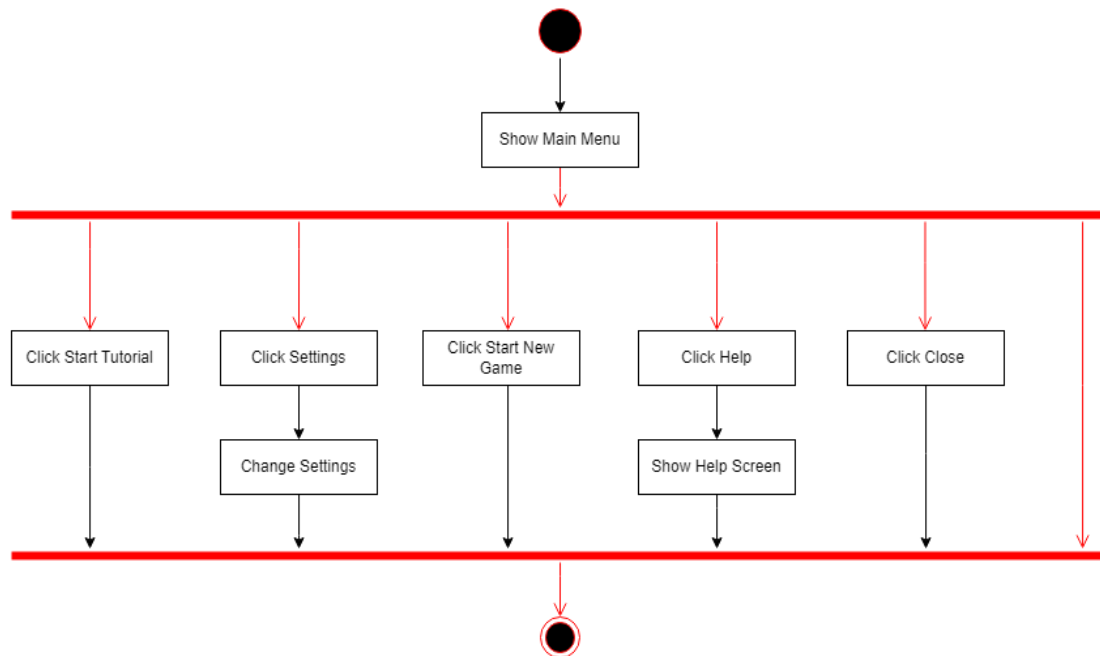 Show Main Menu
Click Start Tutorial
Click Settings
Click Start New
Game
Click Help
Click Close
Change Settings
Show Help Screen